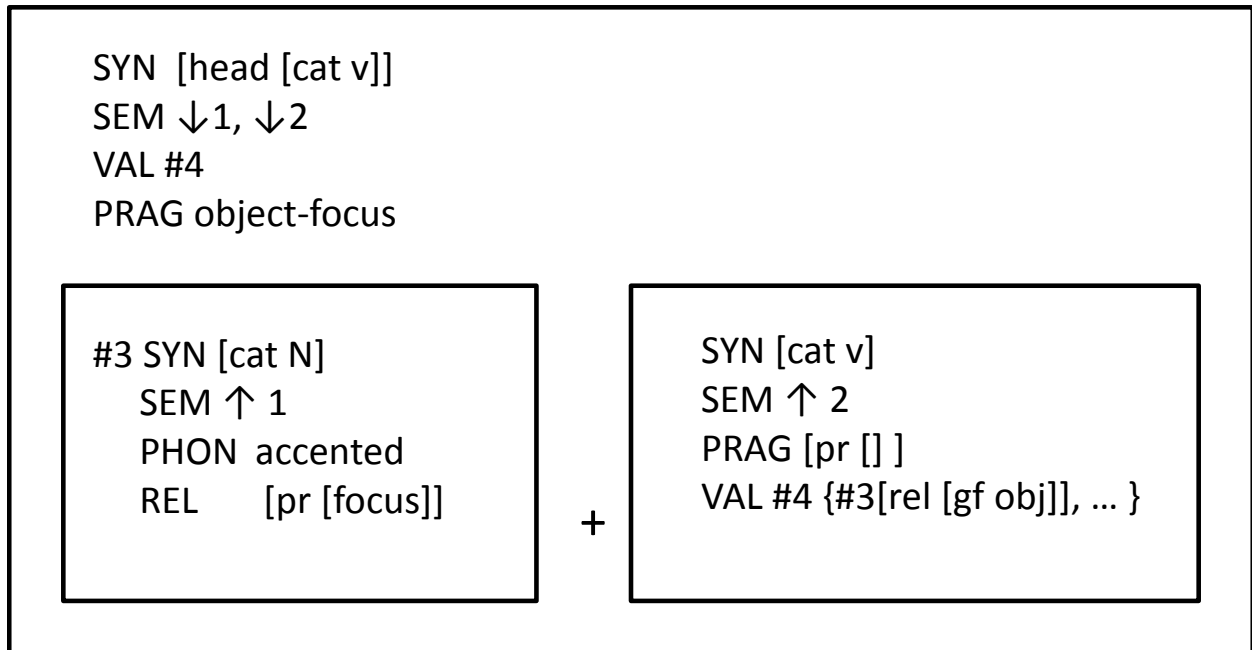 SYN [head [cat v]]
SEM ↓1, ↓2
VAL #4
PRAG object-focus
#3 SYN [cat N]
SEM ↑ 1
PHON accented
REL [pr [focus]]
+
SYN [cat v]
SEM ↑ 2
PRAG [pr [] ]
VAL #4 {#3[rel [gf obj]], ... }